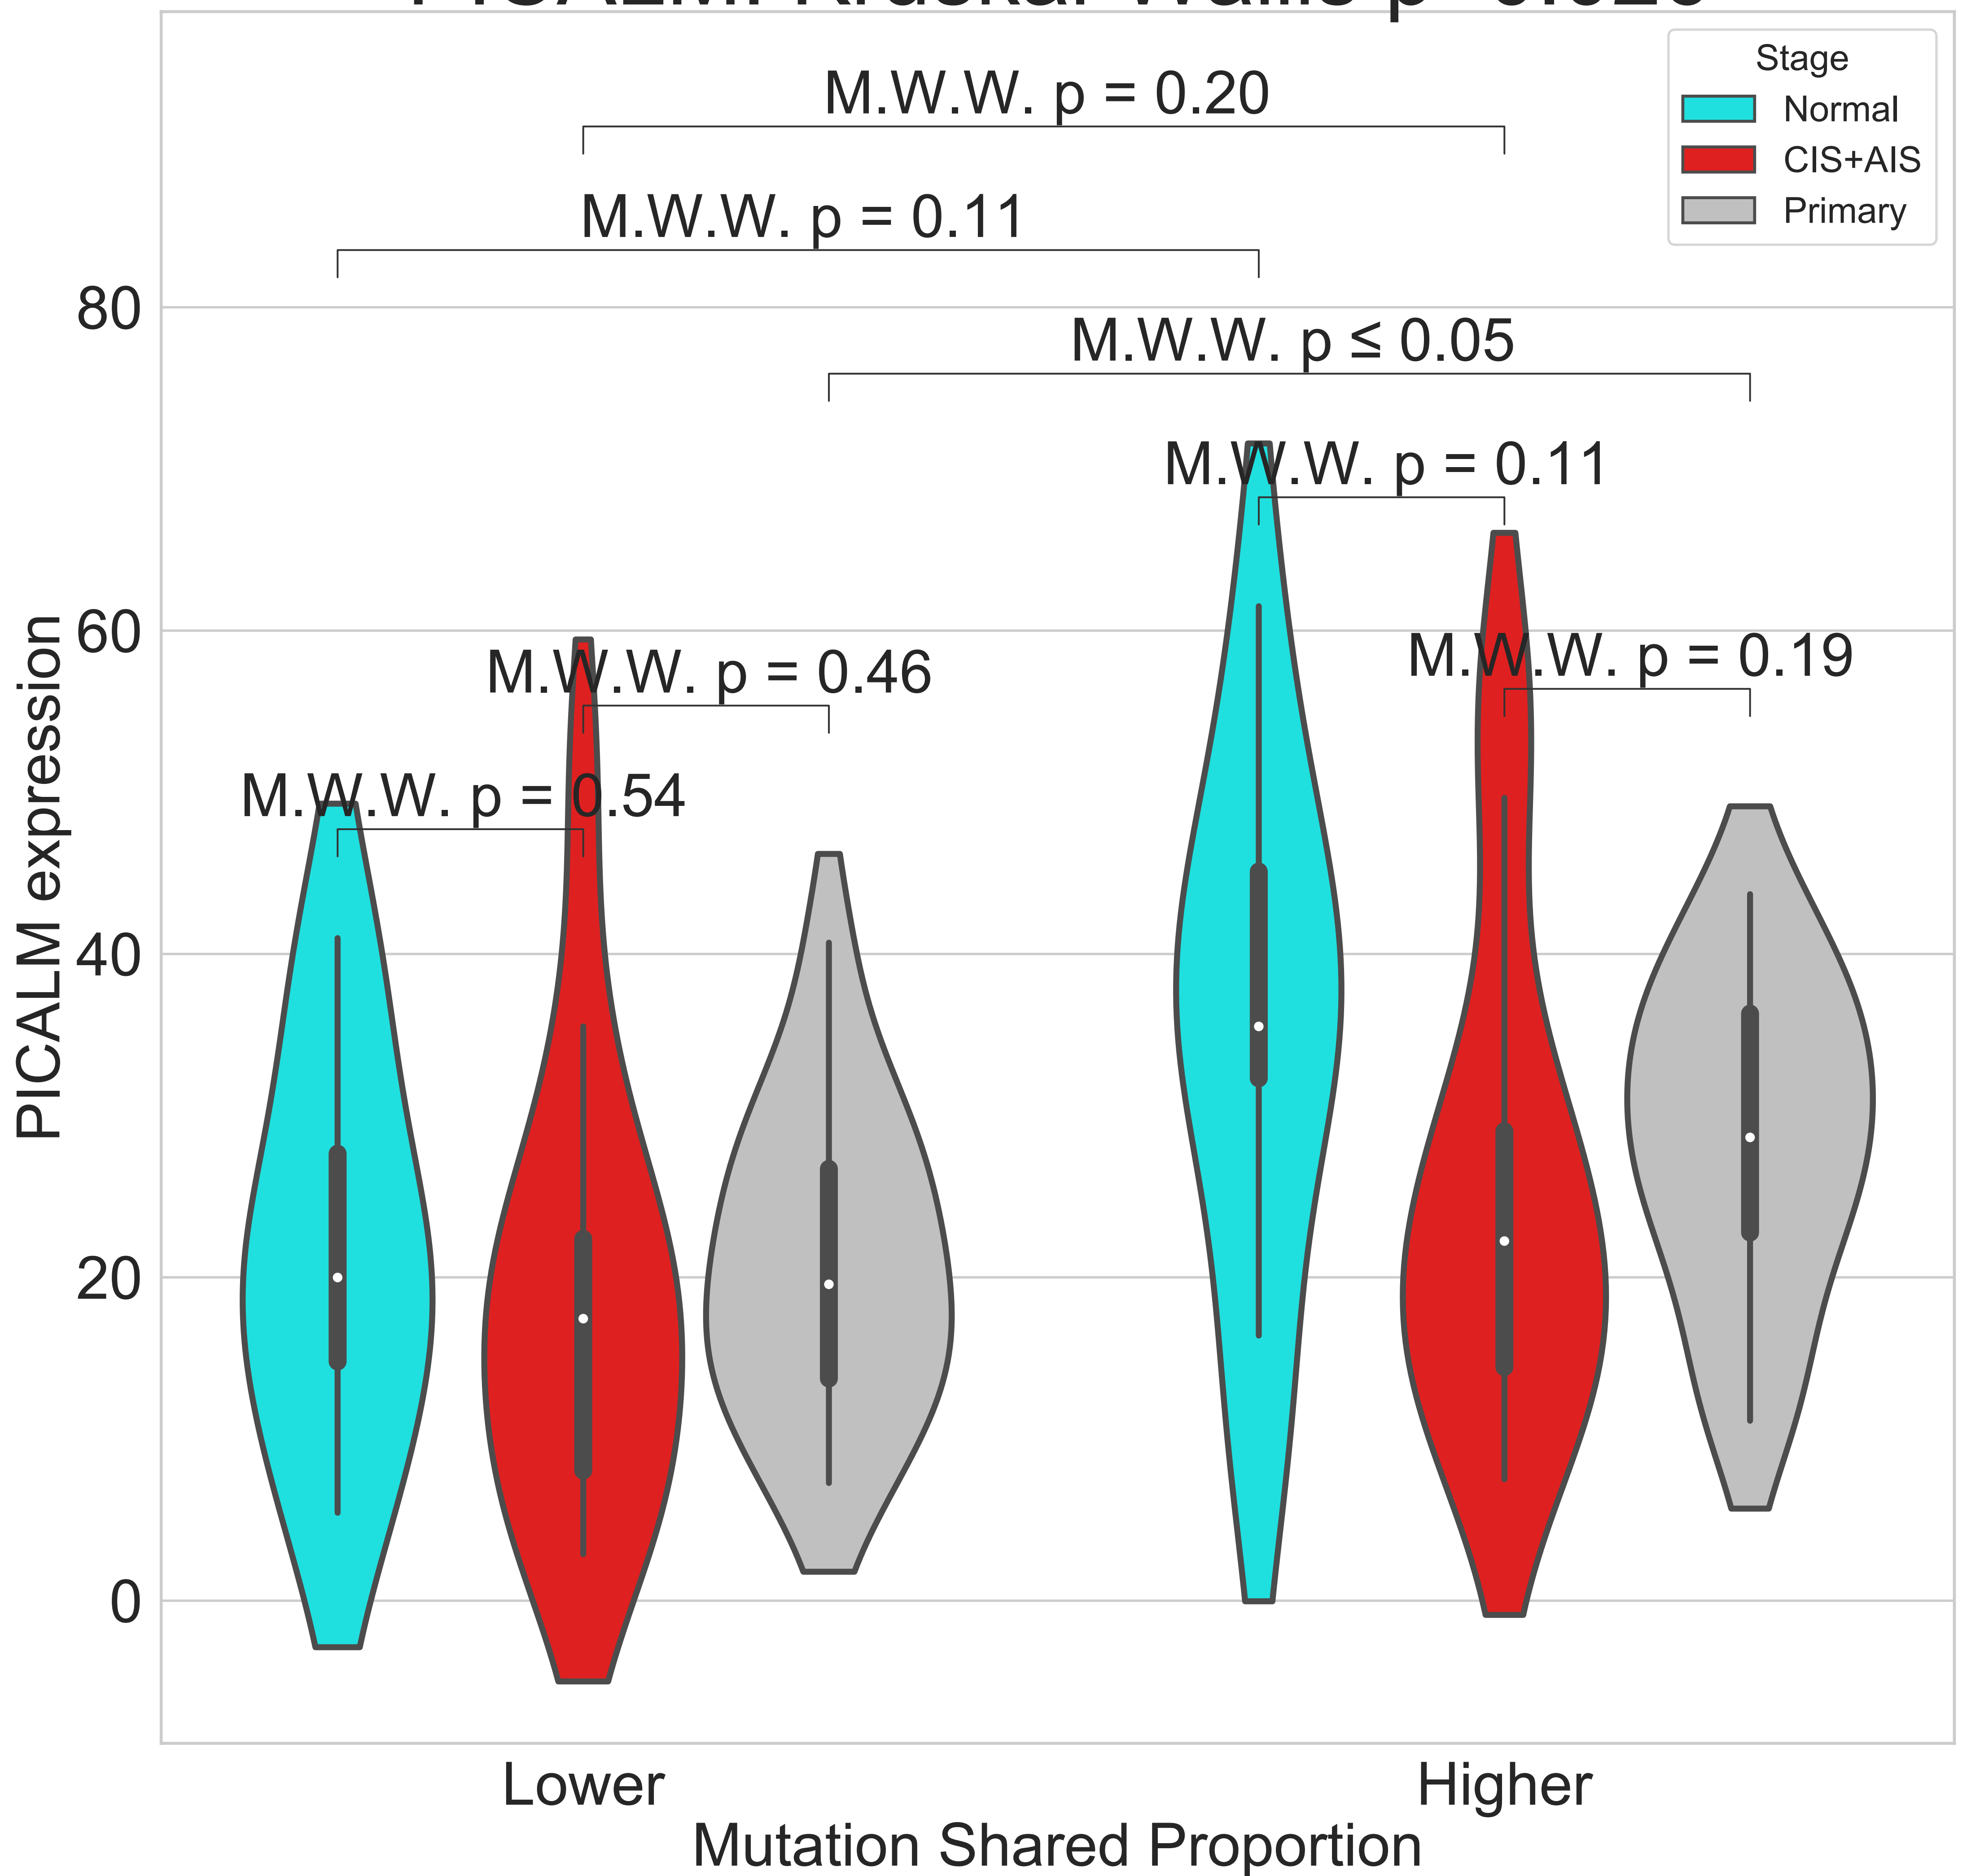 Stage
Normal
CIS+AIS
Primary
M.W.W. p = 0.20
M.W.W. p = 0.11
M.W.W. p ≤ 0.05
M.W.W. p = 0.11
M.W.W. p = 0.19
M.W.W. p = 0.46
M.W.W. p = 0.54
PICALM expression
80
60
40
20
0
Lower
Higher
Mutation Shared Proportion